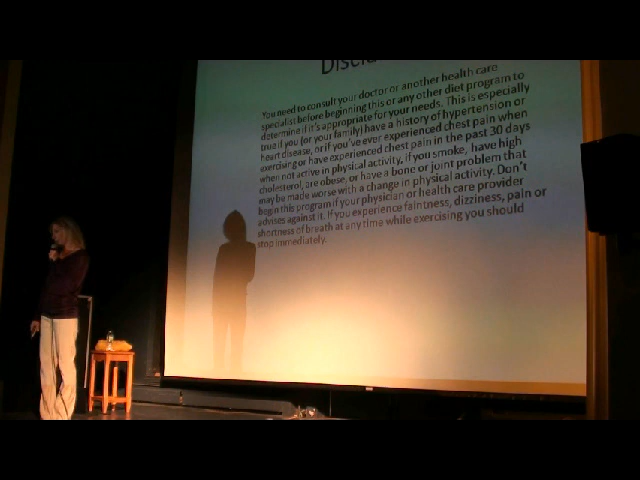 Discl
You need to consult your doctor or another health care
specialist before beginning this or any other diet program to
determine if it's appropriate for your needs. This is especially
true if you (or your family) have a history of hypertension or
heart disease, or if you've ever experienced chest pain when
exercising or have experienced chest pain in the past 30 days
when not active in physical activity, if you smoke, have high
cholesterol, are obese, or have a bone or joint problem that
may be made worse with a change in physical activity. Don't
begin this program if your physician or health care provider
advises against it. If you experience faintness, dizziness, pain or
shortness of breath at any time while exercising you should
stop immediately.